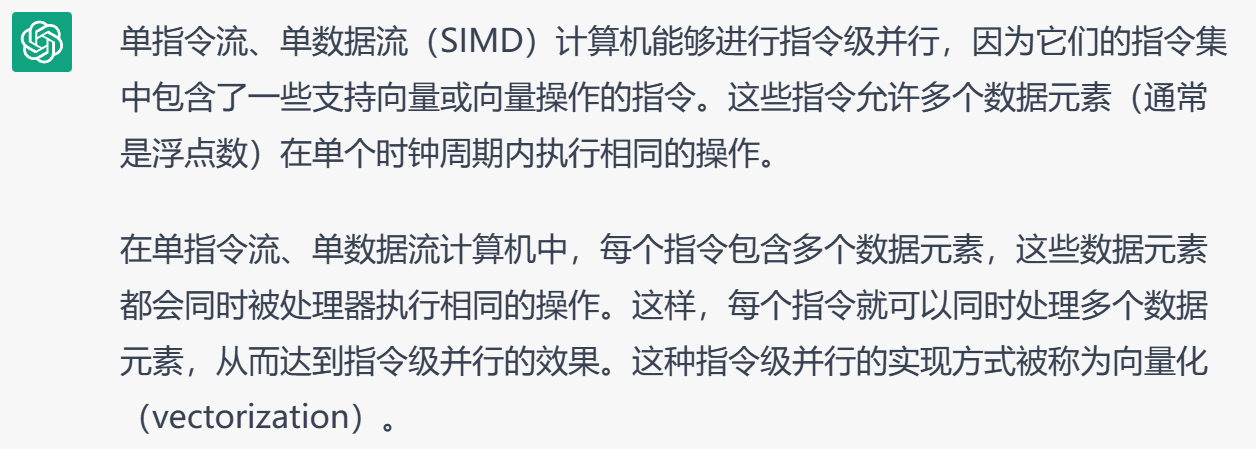 单指令流、单数据流（SIMD）计算机能够进行指令级并行，因为它们的指令集
中包含了一些支持向量或向量操作的指令。这些指令允许多个数据元素（通常
是浮点数）在单个时钟周期内执行相同的操作。
在单指令流、单数据流计算机中，每个指令包含多个数据元素，这些数据元素
都会同时被处理器执行相同的操作。这样，每个指令就可以同时处理多个数据
元素，从而达到指令级并行的效果。这种指令级并行的实现方式被称为向量化
（vectorization）。